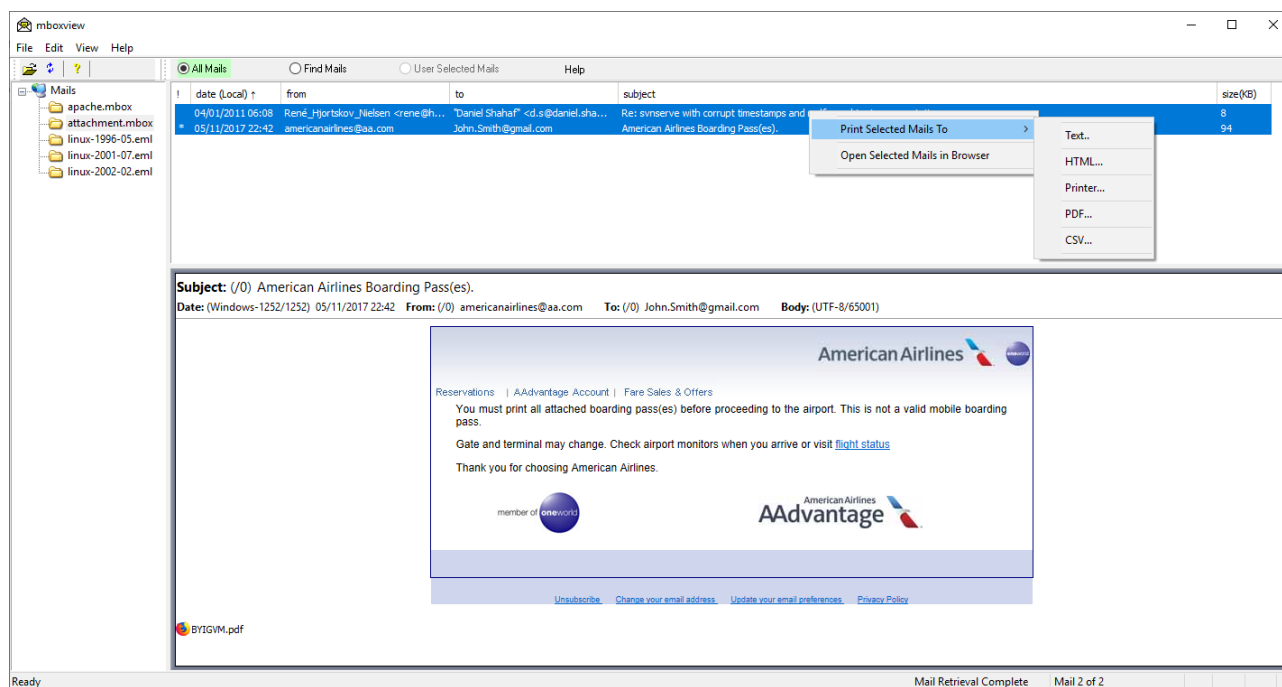 mboxview
File Edit View Help
All Mails Find Mails User Selected Mails Help
Mails
apache.mbox
attachment.mbox
linux-1996-05.eml
linux-2001-07.eml
linux-2002-02.eml
! date (Local) ↑ from to subject size(KB)
04/01/2011 06:08 René_Hjortskov_Nielsen <rene@h... "Daniel Shahaf" <d.s@daniel.sha... Re: svnserve with corrupt timestamps and 8
* 05/11/2017 22:42 americanairlines@aa.com John.Smith@gmail.com American Airlines Boarding Pass(es). 94
Print Selected Mails To >
Open Selected Mails in Browser
Text..
HTML...
Printer...
PDF...
CSV...
Subject: (/0) American Airlines Boarding Pass(es).
Date: (Windows-1252/1252) 05/11/2017 22:42 From: (/0) americanairlines@aa.com To: (/0) John.Smith@gmail.com Body: (UTF-8/65001)
American Airlines oneworld
Reservations | AAdvantage Account | Fare Sales & Offers
You must print all attached boarding pass(es) before proceeding to the airport. This is not a valid mobile boarding
pass.
Gate and terminal may change. Check airport monitors when you arrive or visit flight status
Thank you for choosing American Airlines.
member of oneworld
American Airlines
AAdvantage
Unsubscribe Change your email address Update your email preferences Privacy Policy
BYIGVM.pdf
Ready Mail Retrieval Complete Mail 2 of 2